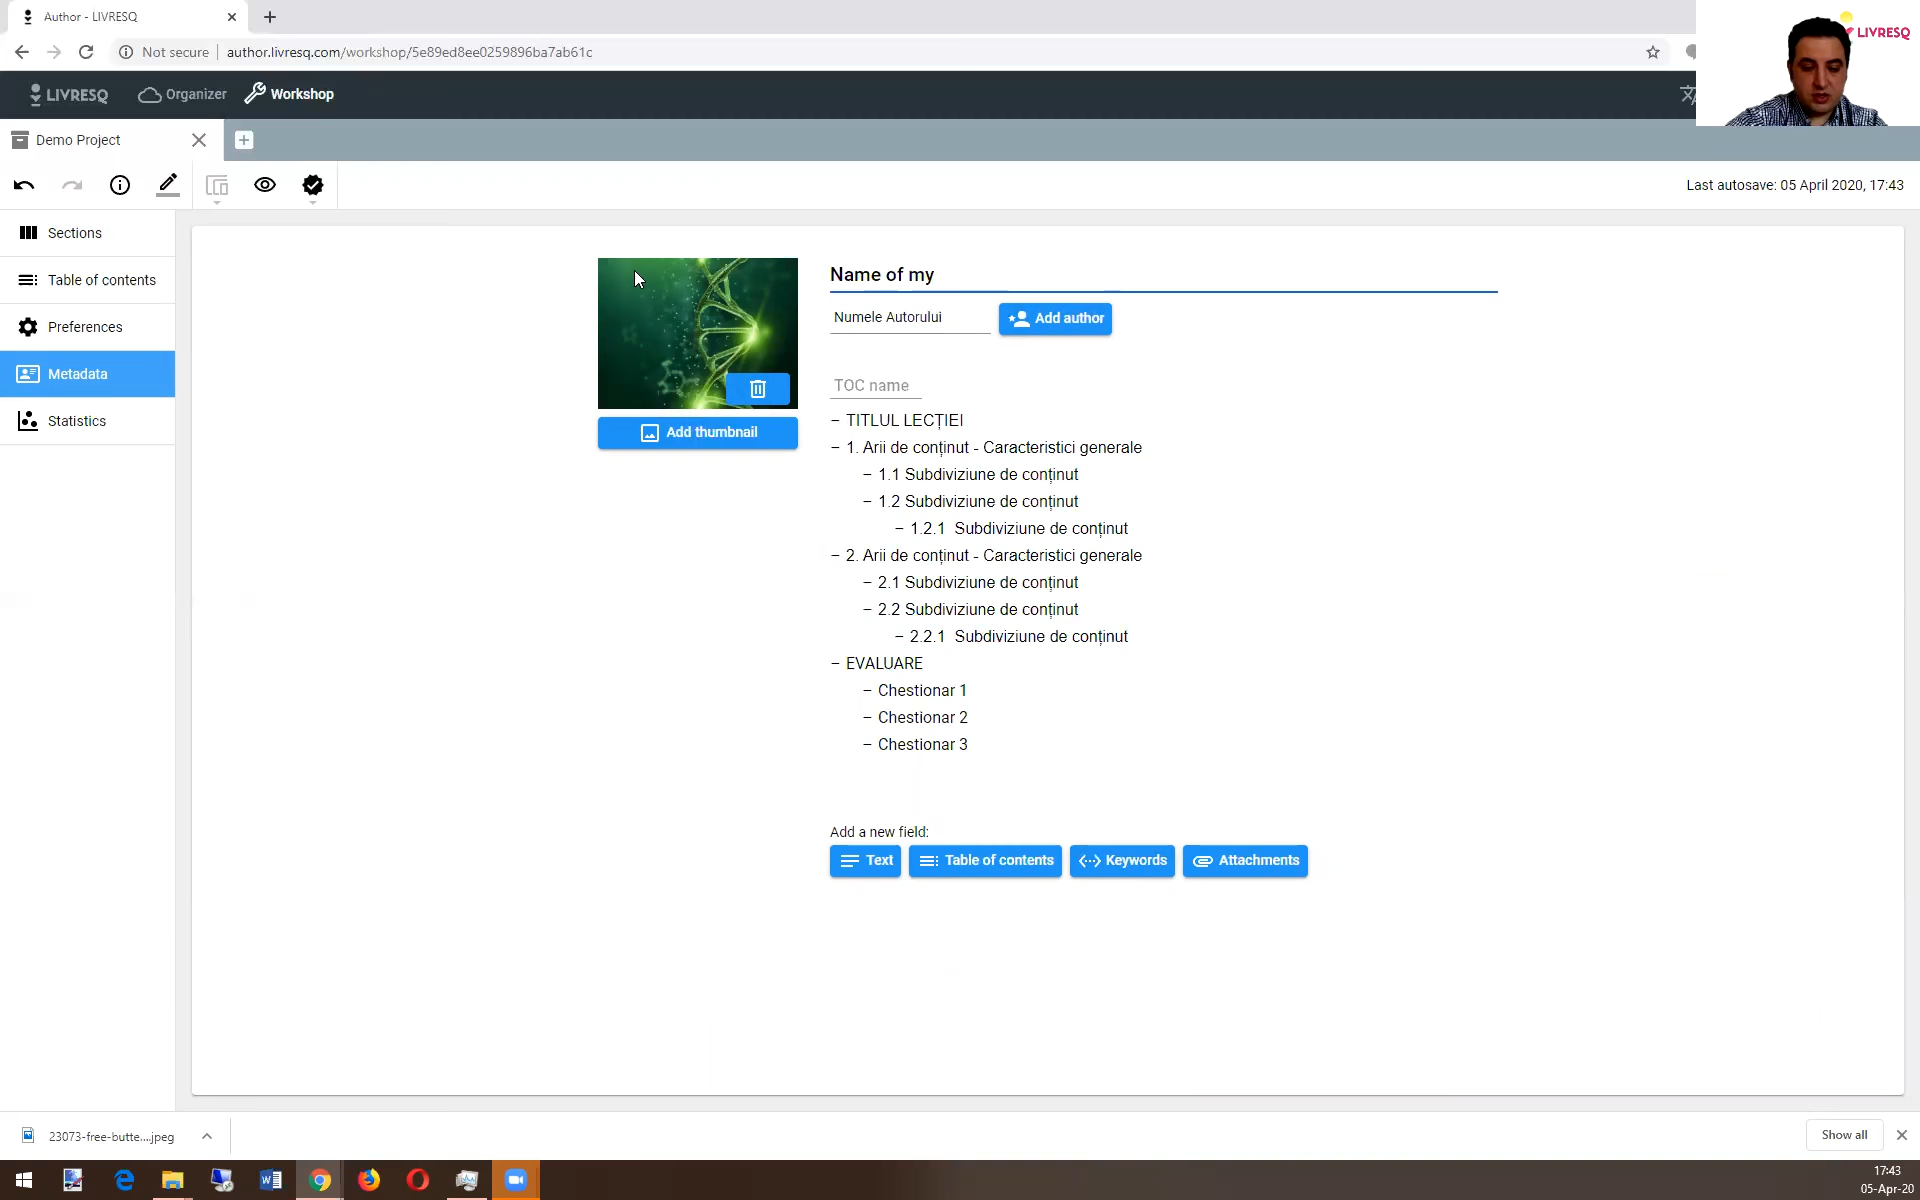 Author - LIVRESQ
Not secure author.livresq.com/workshop/5e89ed8ee0259896ba7ab61c
LIVRESQ
LIVRESQ Organizer Workshop
Demo Project
Last autosave: 05 April 2020, 17:43
Sections
Table of contents
Preferences
Metadata
Statistics
Name of my
Numele Autorului Add author
Add thumbnail
TOC name
– TITLUL LECȚIEI
– 1. Arii de conținut - Caracteristici generale
– 1.1 Subdiviziune de conținut
– 1.2 Subdiviziune de conținut
– 1.2.1 Subdiviziune de conținut
– 2. Arii de conținut - Caracteristici generale
– 2.1 Subdiviziune de conținut
– 2.2 Subdiviziune de conținut
– 2.2.1 Subdiviziune de conținut
– EVALUARE
– Chestionar 1
– Chestionar 2
– Chestionar 3
Add a new field:
Text Table of contents Keywords Attachments
23073-free-butte....jpeg
Show all
17:43
05-Apr-20